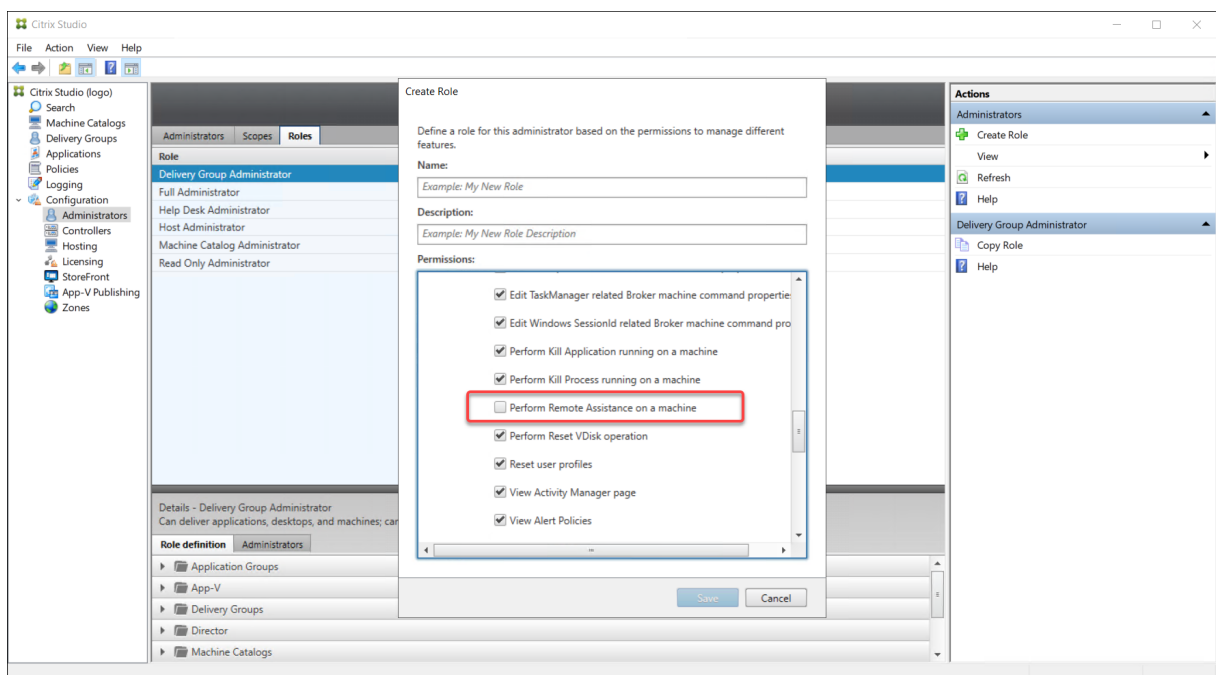 Citrix Studio
File Action View Help
Citrix Studio (logo)
Search
Machine Catalogs
Delivery Groups
Applications
Policies
Logging
Configuration
Administrators
Controllers
Hosting
Licensing
StoreFront
App-V Publishing
Zones
Administrators Scopes Roles
Role
Delivery Group Administrator
Full Administrator
Help Desk Administrator
Host Administrator
Machine Catalog Administrator
Read Only Administrator
Details - Delivery Group Administrator
Can deliver applications, desktops, and machines; car
Role definition Administrators
Application Groups
App-V
Delivery Groups
Director
Machine Catalogs
Create Role
Define a role for this administrator based on the permissions to manage different
features.
Name:
Example: My New Role
Description:
Example: My New Role Description
Permissions:
Edit TaskManager related Broker machine command propertie
Edit Windows SessionId related Broker machine command pro
Perform Kill Application running on a machine
Perform Kill Process running on a machine
Perform Remote Assistance on a machine
Perform Reset VDisk operation
Reset user profiles
View Activity Manager page
View Alert Policies
Save Cancel
Actions
Administrators
Create Role
View
Refresh
Help
Delivery Group Administrator
Copy Role
Help